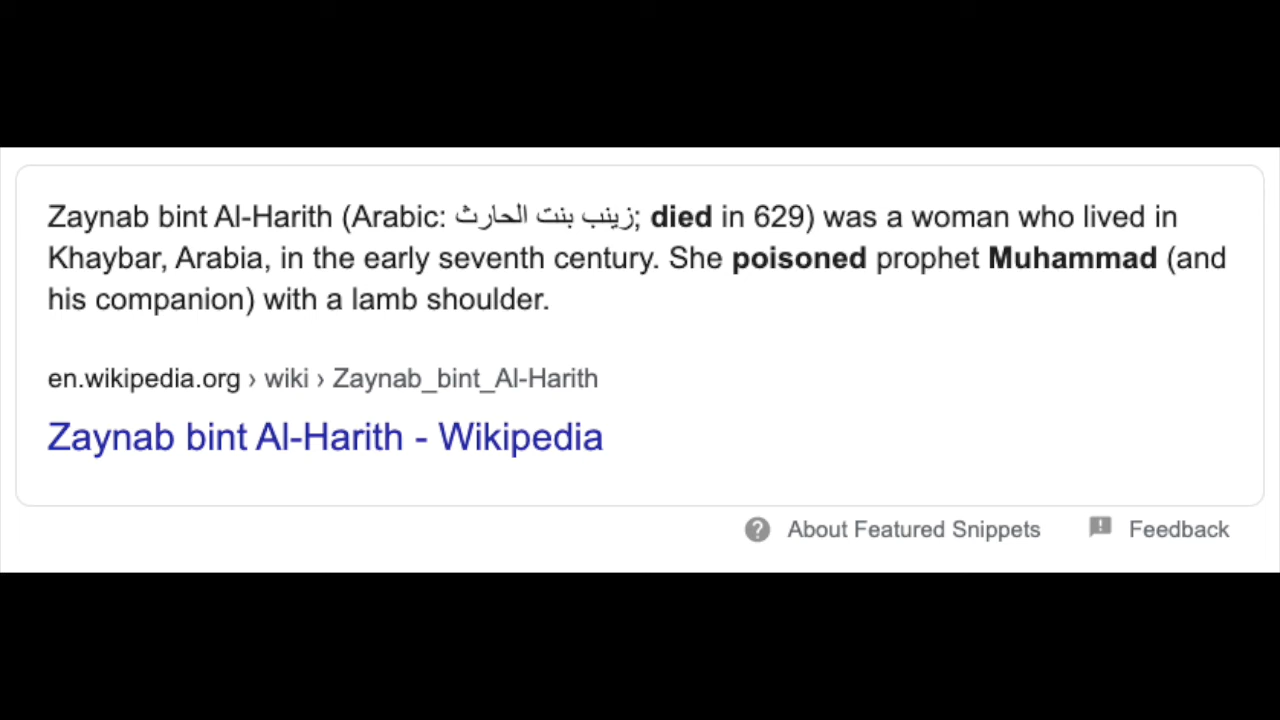 Zaynab bint Al-Harith (Arabic: زينب بنت الحارث; died in 629) was a woman who lived in
Khaybar, Arabia, in the early seventh century. She poisoned prophet Muhammad (and
his companion) with a lamb shoulder.
en.wikipedia.org › wiki › Zaynab_bint_Al-Harith
Zaynab bint Al-Harith - Wikipedia
About Featured Snippets Feedback